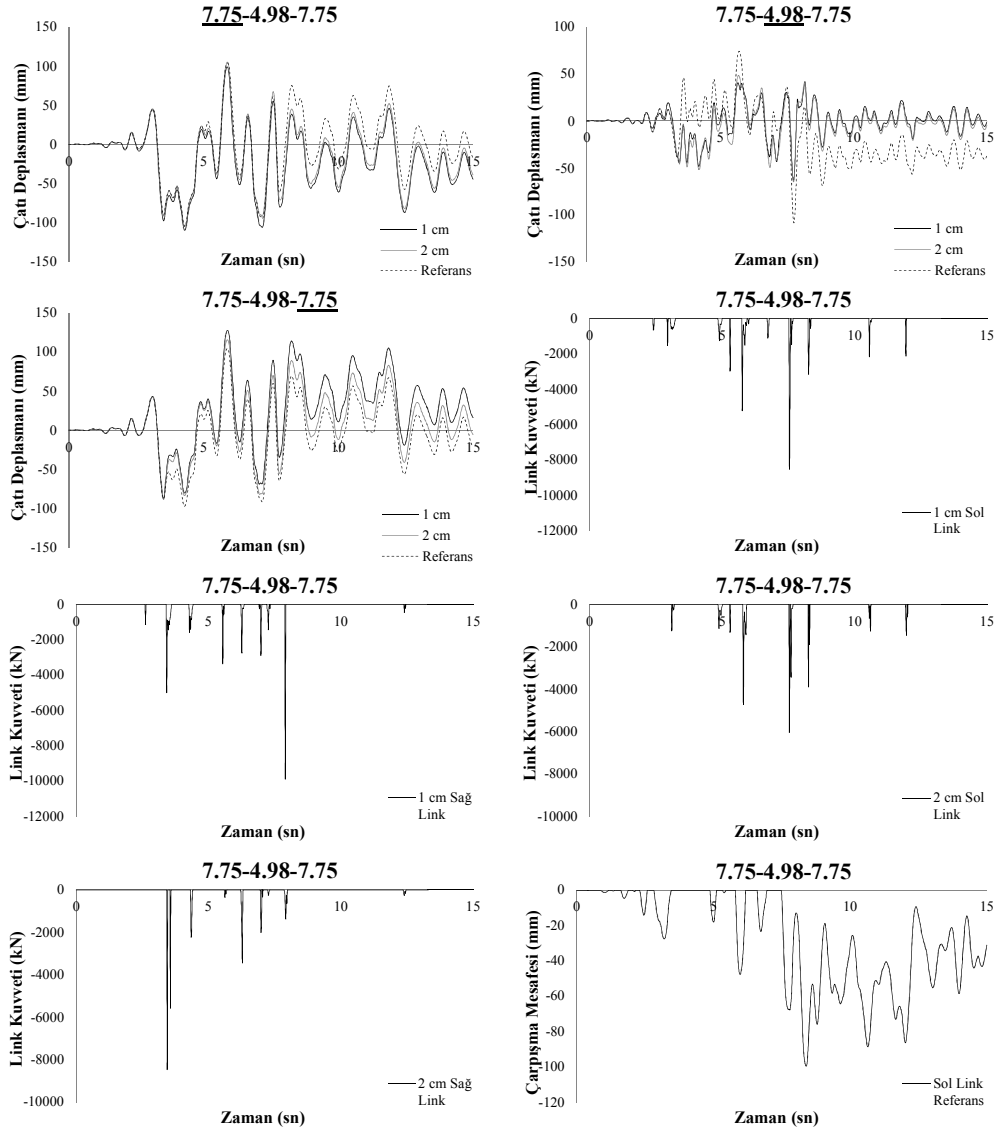 7.75-4.98-7.75
150
100
50
0
-50
-100
-150
0
5
10
15
Çatı Deplasmanı (mm)
Zaman (sn)
1 cm
2 cm
Referans
7.75-4.98-7.75
100
50
0
-50
-100
-150
0
5
10
15
Çatı Deplasmanı (mm)
Zaman (sn)
1 cm
2 cm
Referans
7.75-4.98-7.75
150
100
50
0
-50
-100
-150
0
5
10
15
Çatı Deplasmanı (mm)
Zaman (sn)
1 cm
2 cm
Referans
7.75-4.98-7.75
0
-2000
-4000
-6000
-8000
-10000
-12000
0
5
10
15
Link Kuvveti (kN)
Zaman (sn)
1 cm Sol
Link
7.75-4.98-7.75
0
-2000
-4000
-6000
-8000
-10000
-12000
0
5
10
15
Link Kuvveti (kN)
Zaman (sn)
1 cm Sağ
Link
7.75-4.98-7.75
0
-2000
-4000
-6000
-8000
-10000
0
5
10
15
Link Kuvveti (kN)
Zaman (sn)
2 cm Sol
Link
7.75-4.98-7.75
0
-2000
-4000
-6000
-8000
-10000
0
5
10
15
Link Kuvveti (kN)
Zaman (sn)
2 cm Sağ
Link
7.75-4.98-7.75
0
-20
-40
-60
-80
-100
-120
0
5
10
15
Çarpışma Mesafesi (mm)
Zaman (sn)
Sol Link
Referans